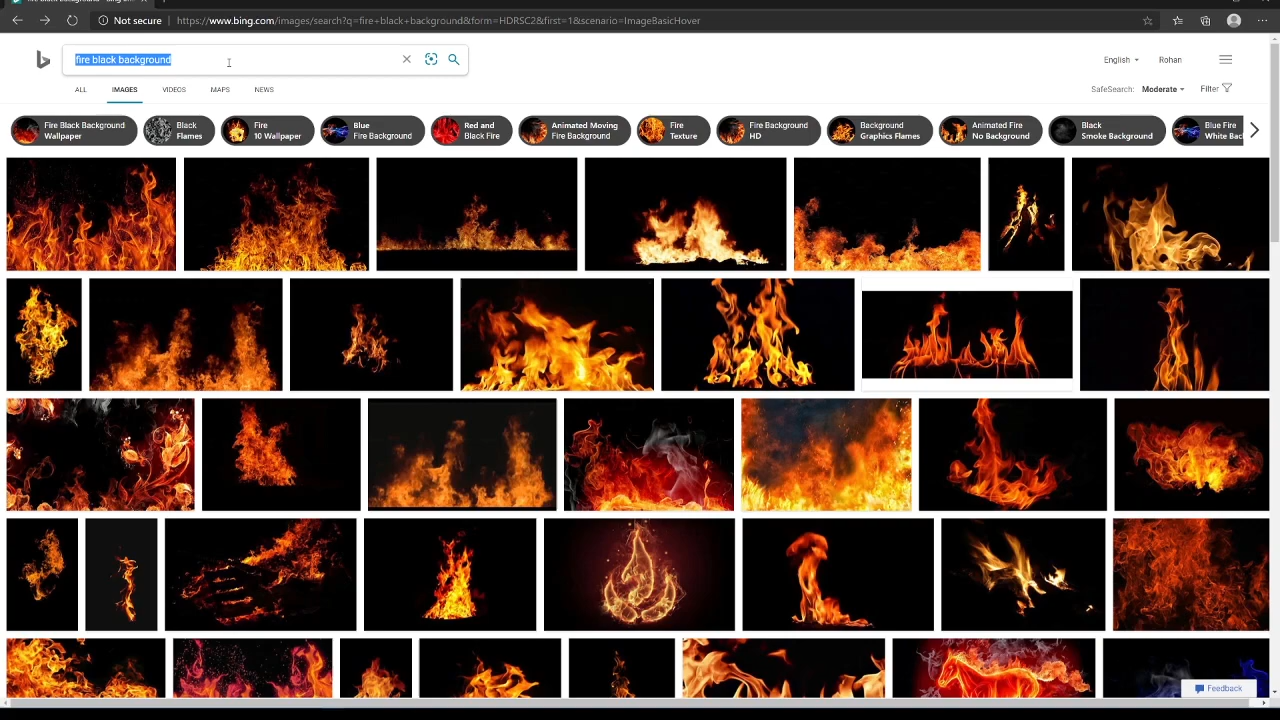 Not secure
https://www.bing.com/images/search?q=fire+black+background&form=HDRSC2&first=1&scenario=ImageBasicHover
fire black background
English
Rohan
ALL
IMAGES
VIDEOS
MAPS
NEWS
SafeSearch: Moderate
Filter
Fire Black Background
Wallpaper
Black
Flames
Fire
10 Wallpaper
Blue
Fire Background
Red and
Black Fire
Animated Moving
Fire Background
Fire
Texture
Fire Background
HD
Background
Graphics Flames
Animated Fire
No Background
Black
Smoke Background
Blue Fire
White Bac
Feedback